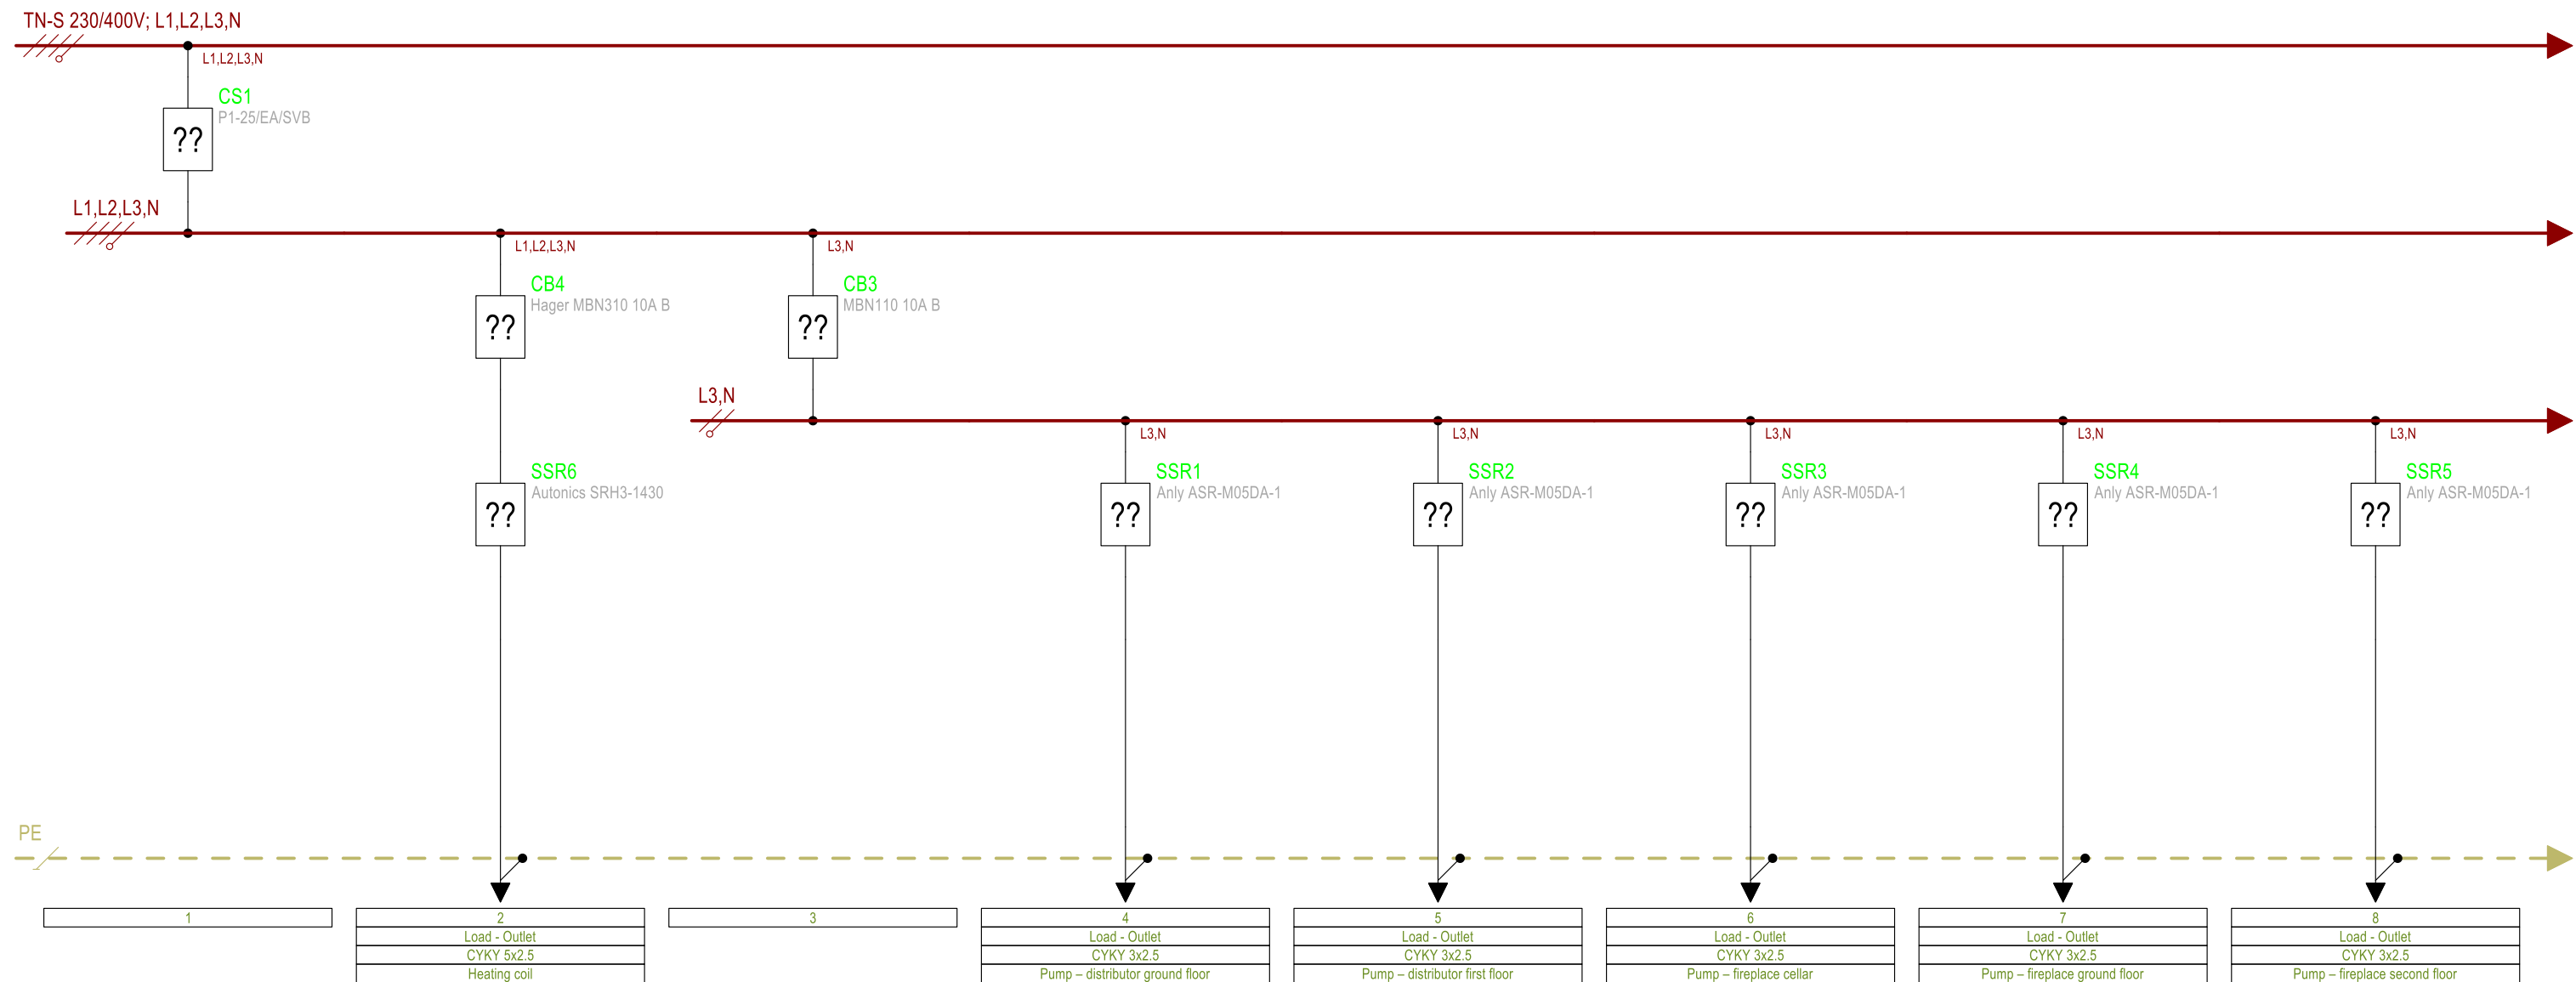 TN-S 230/400V; L1,L2,L3,N
L1,L2,L3,N
CS1
P1-25/EA/SVB
??
L1,L2,L3,N
L1,L2,L3,N
L3,N
CB4
Hager MBN310 10A B
??
CB3
MBN110 10A B
??
L3,N
L3,N
L3,N
L3,N
L3,N
L3,N
SSR6
Autonics SRH3-1430
??
SSR1
Anly ASR-M05DA-1
??
SSR2
Anly ASR-M05DA-1
??
SSR3
Anly ASR-M05DA-1
??
SSR4
Anly ASR-M05DA-1
??
SSR5
Anly ASR-M05DA-1
??
PE
1
2
Load - Outlet
CYKY 5x2.5
Heating coil
3
4
Load - Outlet
CYKY 3x2.5
Pump – distributor ground floor
5
Load - Outlet
CYKY 3x2.5
Pump – distributor first floor
6
Load - Outlet
CYKY 3x2.5
Pump – fireplace cellar
7
Load - Outlet
CYKY 3x2.5
Pump – fireplace ground floor
8
Load - Outlet
CYKY 3x2.5
Pump – fireplace second floor